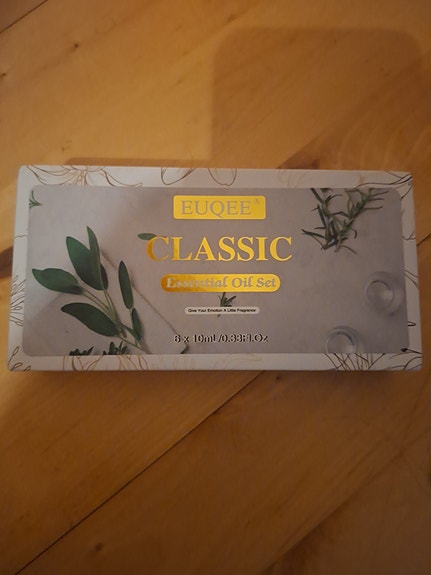 EUQEE®
CLASSIC
Essential Oil Set
Give Your Emotion A Little Fragrance
6 x 10mL/0.33Fl.Oz